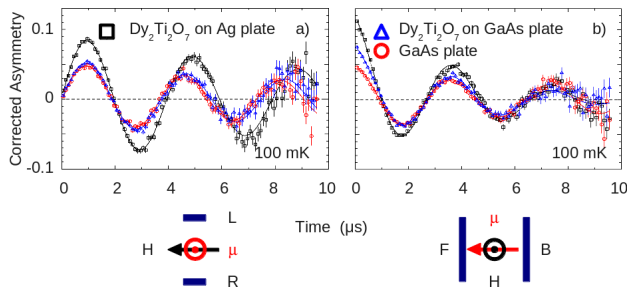 0.1
0
-0.1
Corrected Asymmetry
Dy₂Ti₂O₇ on Ag plate
a)
100 mK
0 2 4 6 8 10
Dy₂Ti₂O₇ on GaAs plate
GaAs plate
b)
100 mK
0 2 4 6 8 10
Time (μs)
L
H μ
R
μ
F B
H